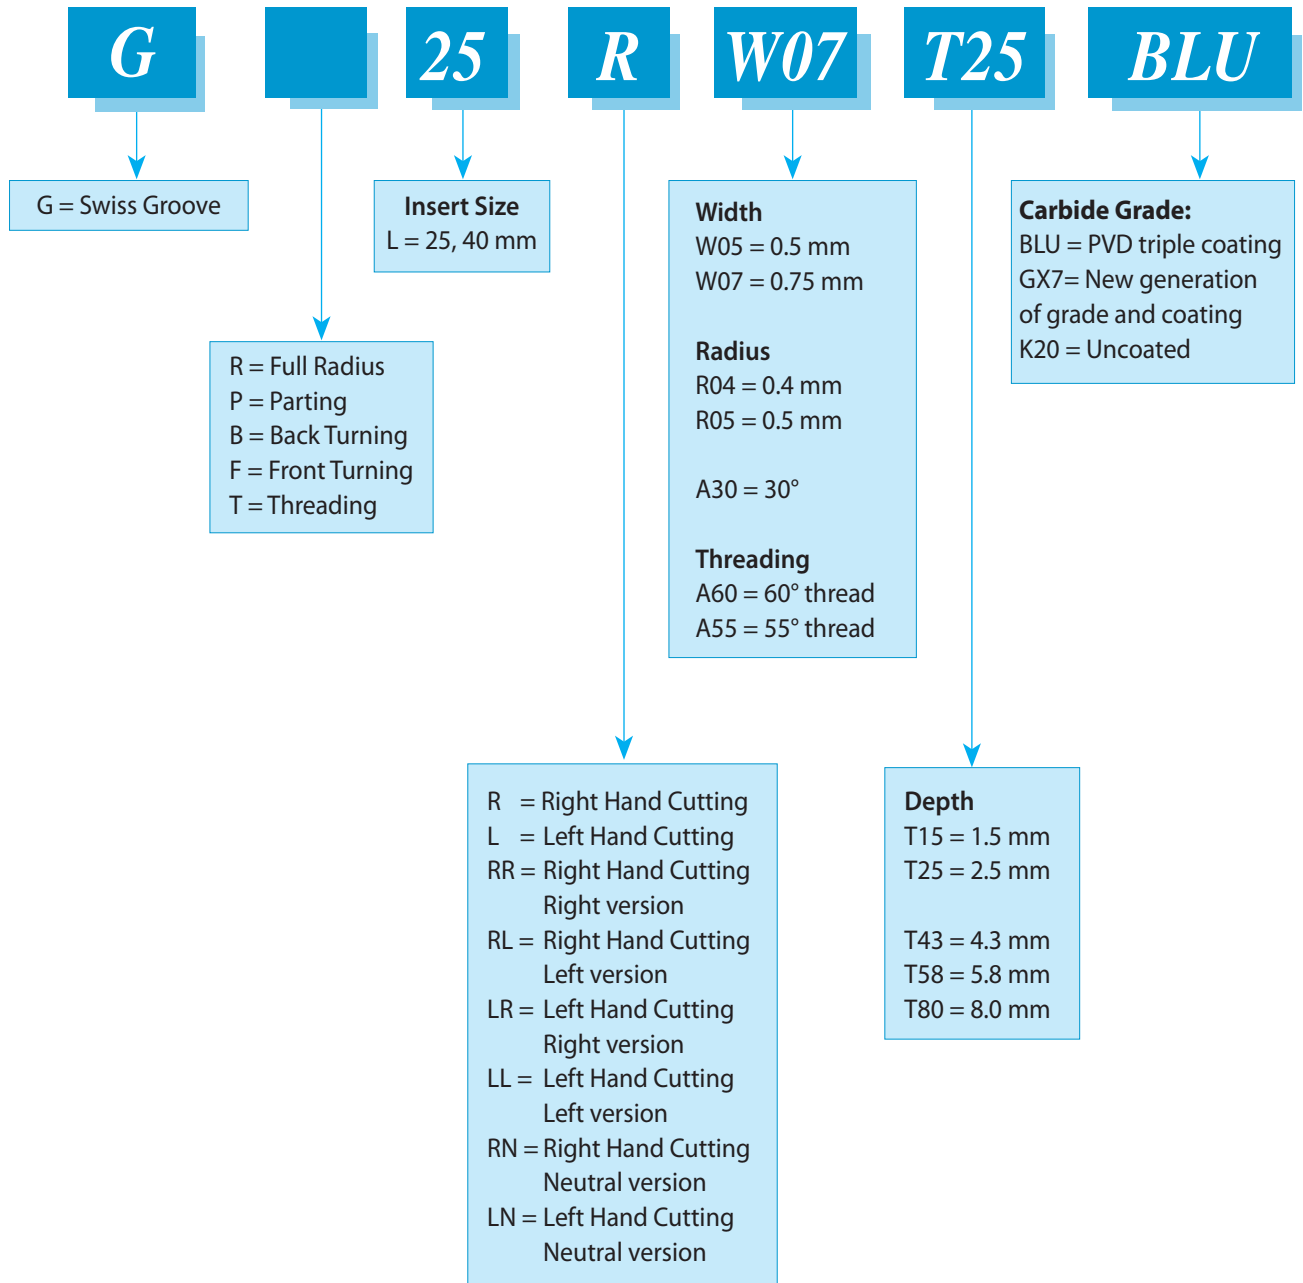 G 25 R W07 T25 BLU
G = Swiss Groove
R = Full Radius
P = Parting
B = Back Turning
F = Front Turning
T = Threading
Insert Size
L = 25, 40 mm
R = Right Hand Cutting
L = Left Hand Cutting
RR = Right Hand Cutting
Right version
RL = Right Hand Cutting
Left version
LR = Left Hand Cutting
Right version
LL = Left Hand Cutting
Left version
RN = Right Hand Cutting
Neutral version
LN = Left Hand Cutting
Neutral version
Width
W05 = 0.5 mm
W07 = 0.75 mm
Radius
R04 = 0.4 mm
R05 = 0.5 mm
A30 = 30°
Threading
A60 = 60° thread
A55 = 55° thread
Depth
T15 = 1.5 mm
T25 = 2.5 mm
T43 = 4.3 mm
T58 = 5.8 mm
T80 = 8.0 mm
Carbide Grade:
BLU = PVD triple coating
GX7= New generation
of grade and coating
K20 = Uncoated